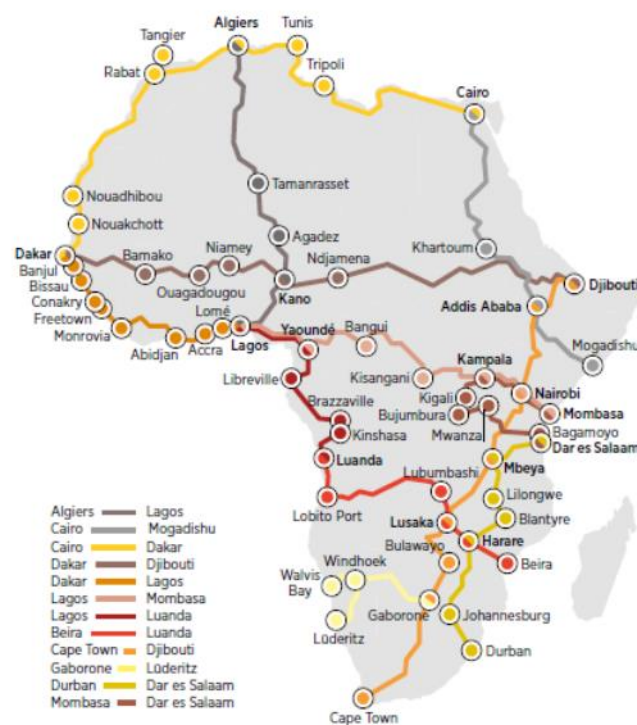 Algiers
Tunis
Tangier
Rabat
Tripoli
Cairo
Tamanrasset
Nouadhibou
Nouakchott
Agadez
Khartoum
Dakar
Banjul
Bissau
Conakry
Freetown
Monrovia
Bamako
Niamey
Ndjamena
Ouagadougou
Kano
Djibouti
Addis Ababa
Lomé
Abidjan
Accra
Lagos
Yaoundé
Bangui
Mogadishu
Kampala
Libreville
Kisangani
Nairobi
Kigali
Brazzaville
Bujumbura
Mombasa
Kinshasa
Mwanza
Bagamoyo
Dar es Salaam
Luanda
Mbeya
Lubumbashi
Lilongwe
Lobito Port
Blantyre
Lusaka
Harare
Bulawayo
Beira
Windhoek
Walvis
Bay
Gaborone
Johannesburg
Lüderitz
Durban
Cape Town
Algiers Lagos
Cairo Mogadishu
Cairo Dakar
Dakar Djibouti
Dakar Lagos
Lagos Mombasa
Lagos Luanda
Beira Luanda
Cape Town Djibouti
Gaborone Lüderitz
Durban Dar es Salaam
Mombasa Dar es Salaam